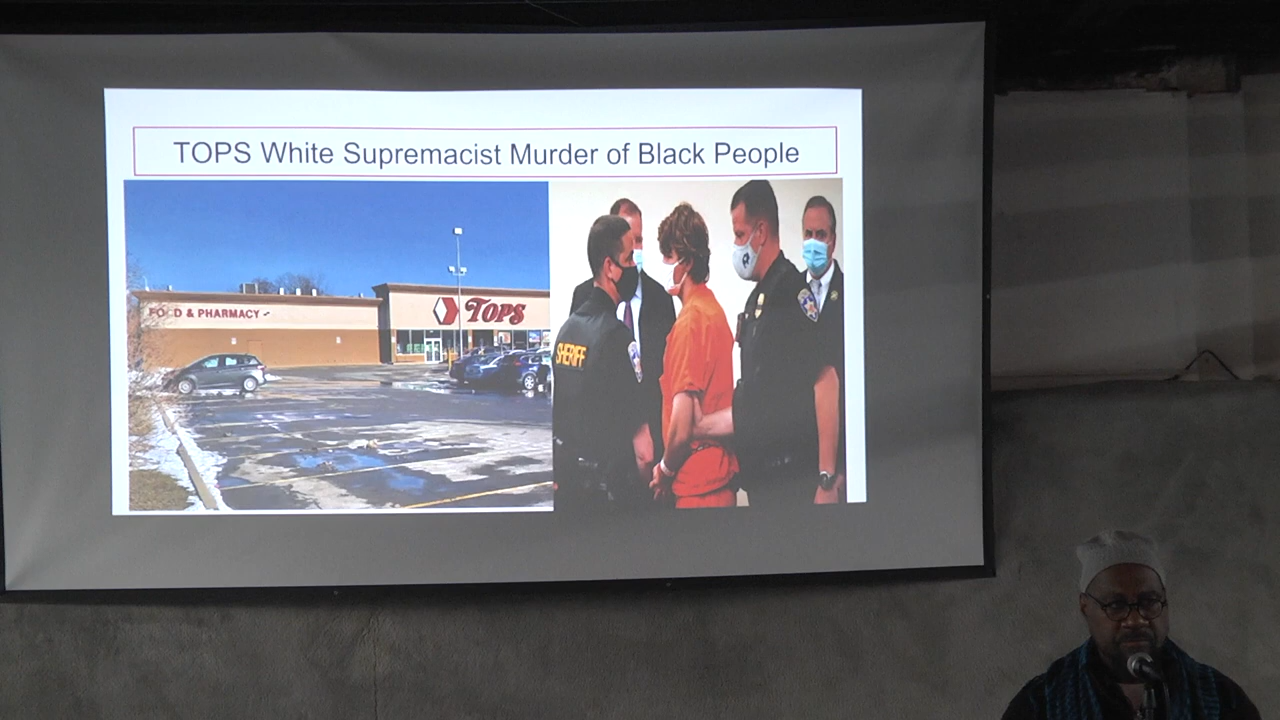 TOPS White Supremacist Murder of Black People
FOOD & PHARMACY
TOPS
SHERIFF